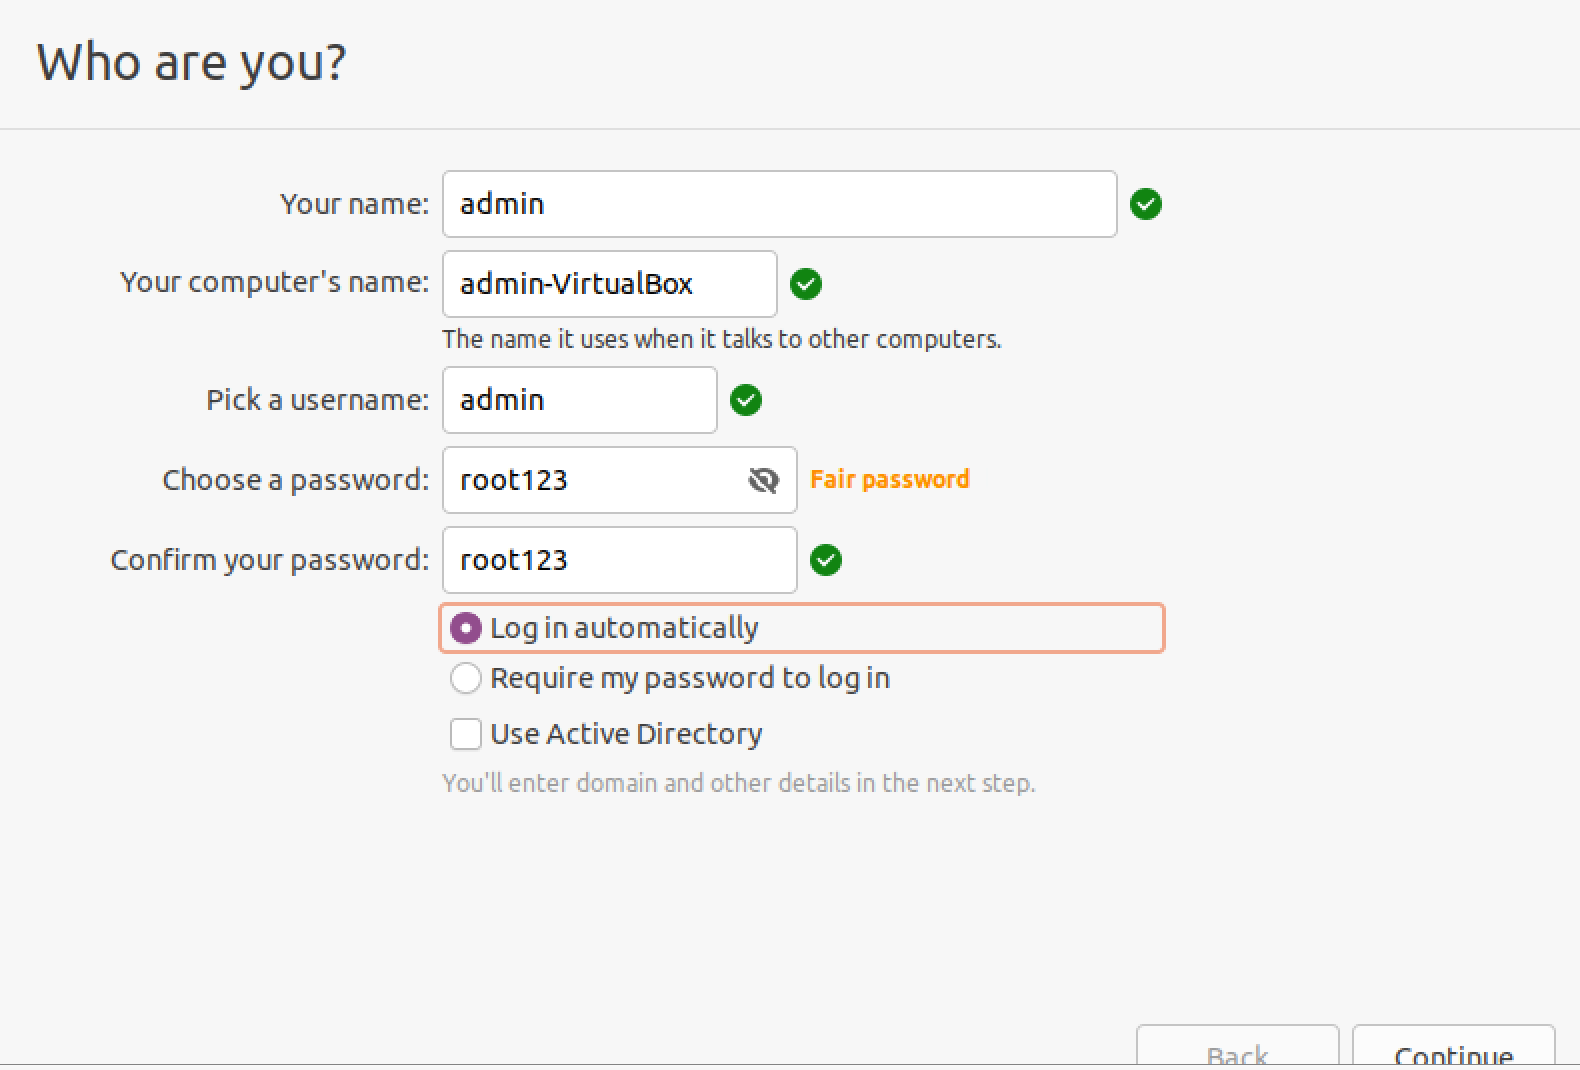 Who are you?
Your name: admin
Your computer's name: admin-VirtualBox
The name it uses when it talks to other computers.
Pick a username: admin
Choose a password: root123 Fair password
Confirm your password: root123
Log in automatically
Require my password to log in
Use Active Directory
You'll enter domain and other details in the next step.
Back Continue